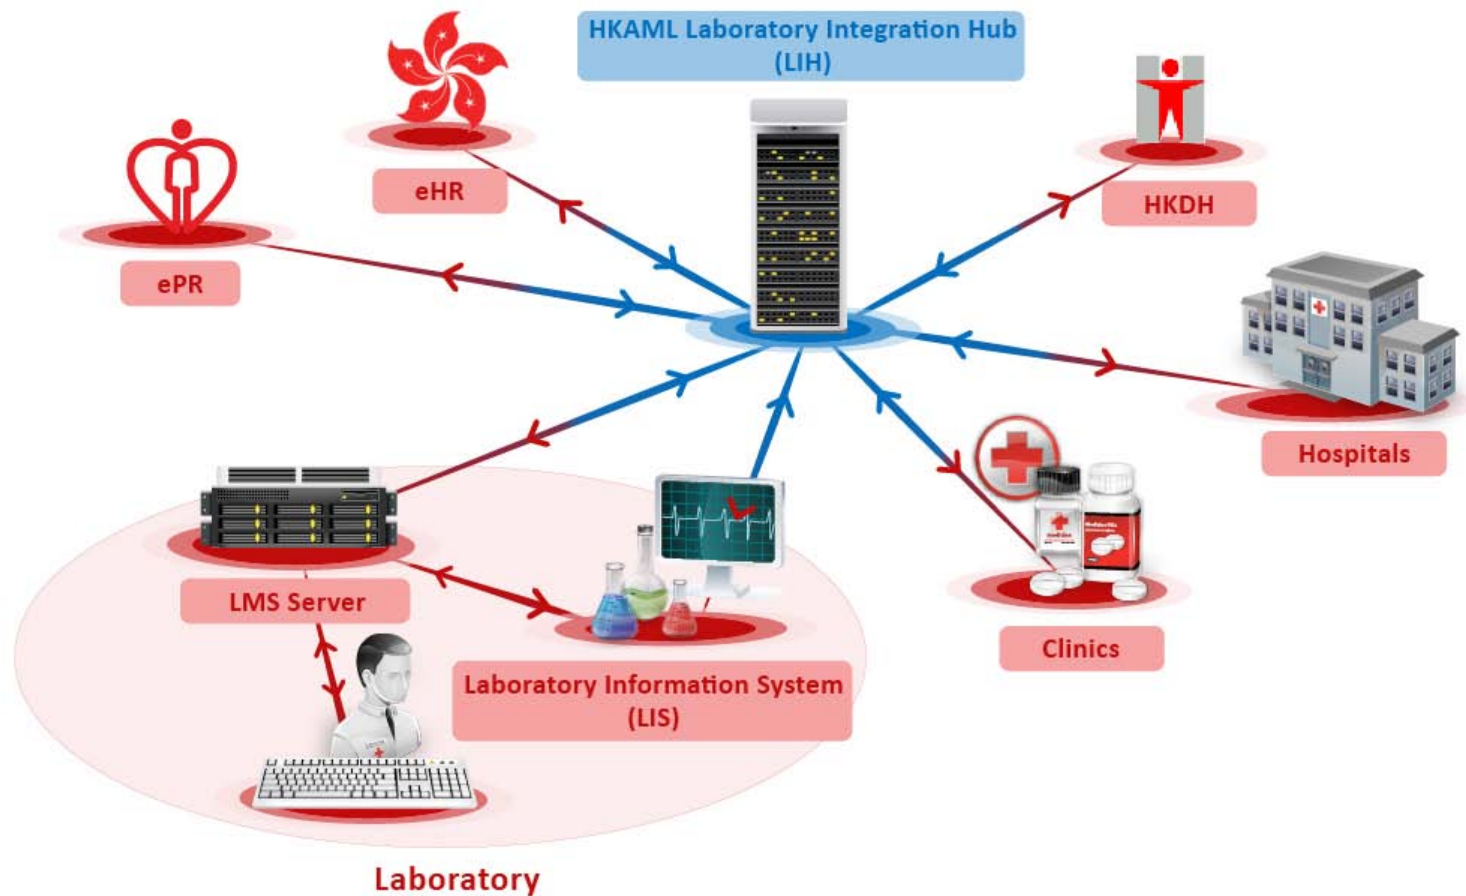 HKAML Laboratory Integration Hub
(LIH)
eHR
HKDH
ePR
Hospitals
LMS Server
Clinics
Laboratory Information System
(LIS)
Laboratory